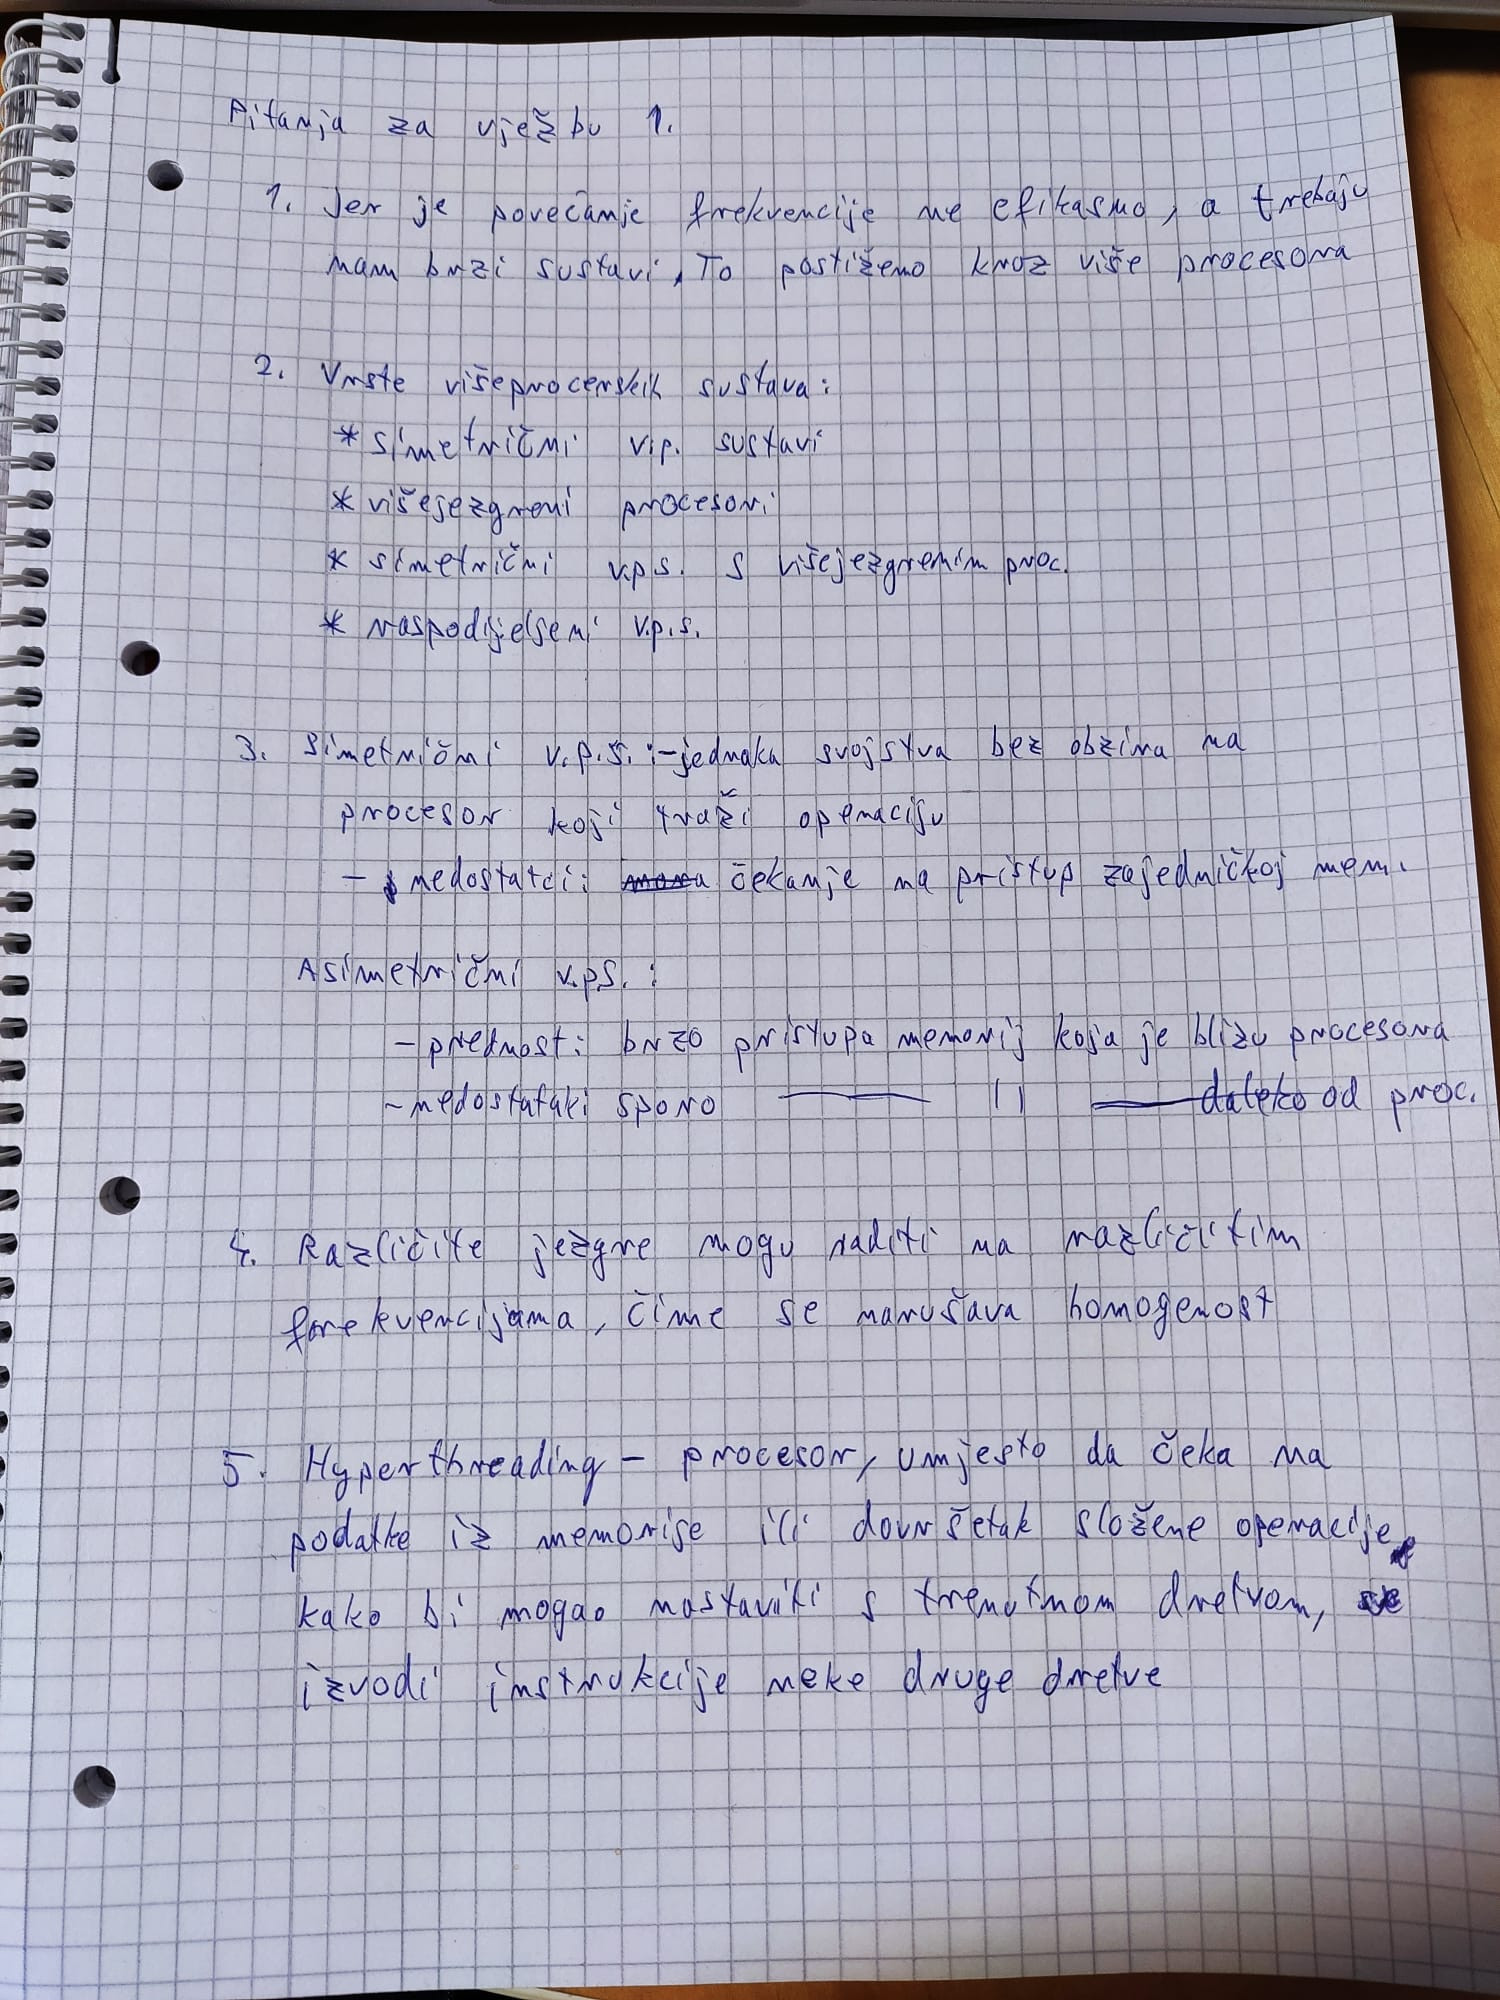 Pitanja za vježbu 1.
1. Jer je povećanje frekvencije ne efikasno, a trebaju
nam brzi sustavi, To postižemo kroz više procesora
2. Vrste višeprocerskih sustava:
* simetrični v.p. sustavi
* višejezgreni procesori
* simetrični v.p.s. s višejezgrenim proc.
* raspodijeljeni v.p.s.
3. Simetrični v.p.s.: - jednaka svojstva bez obzira na
procesor koji traži operaciju
- nedostatci: čekanje na pristup zajedničkoj mem.
Asimetrični v.p.s.:
- prednost: brzo pristupa memorij koja je blizu procesora
- nedostatak: sporo —— 11 —— daleko od proc.
4. Različite jezgre mogu raditi na različitim
frekvencijama, čime se narušava homogenost
5. Hyperthreading - procesor, umjesto da čeka na
podatke iz memorije ili dovršetak složene operacije
kako bi mogao nastaviti s trenutnom dretvom,
izvodi instrukcije neke druge dretve